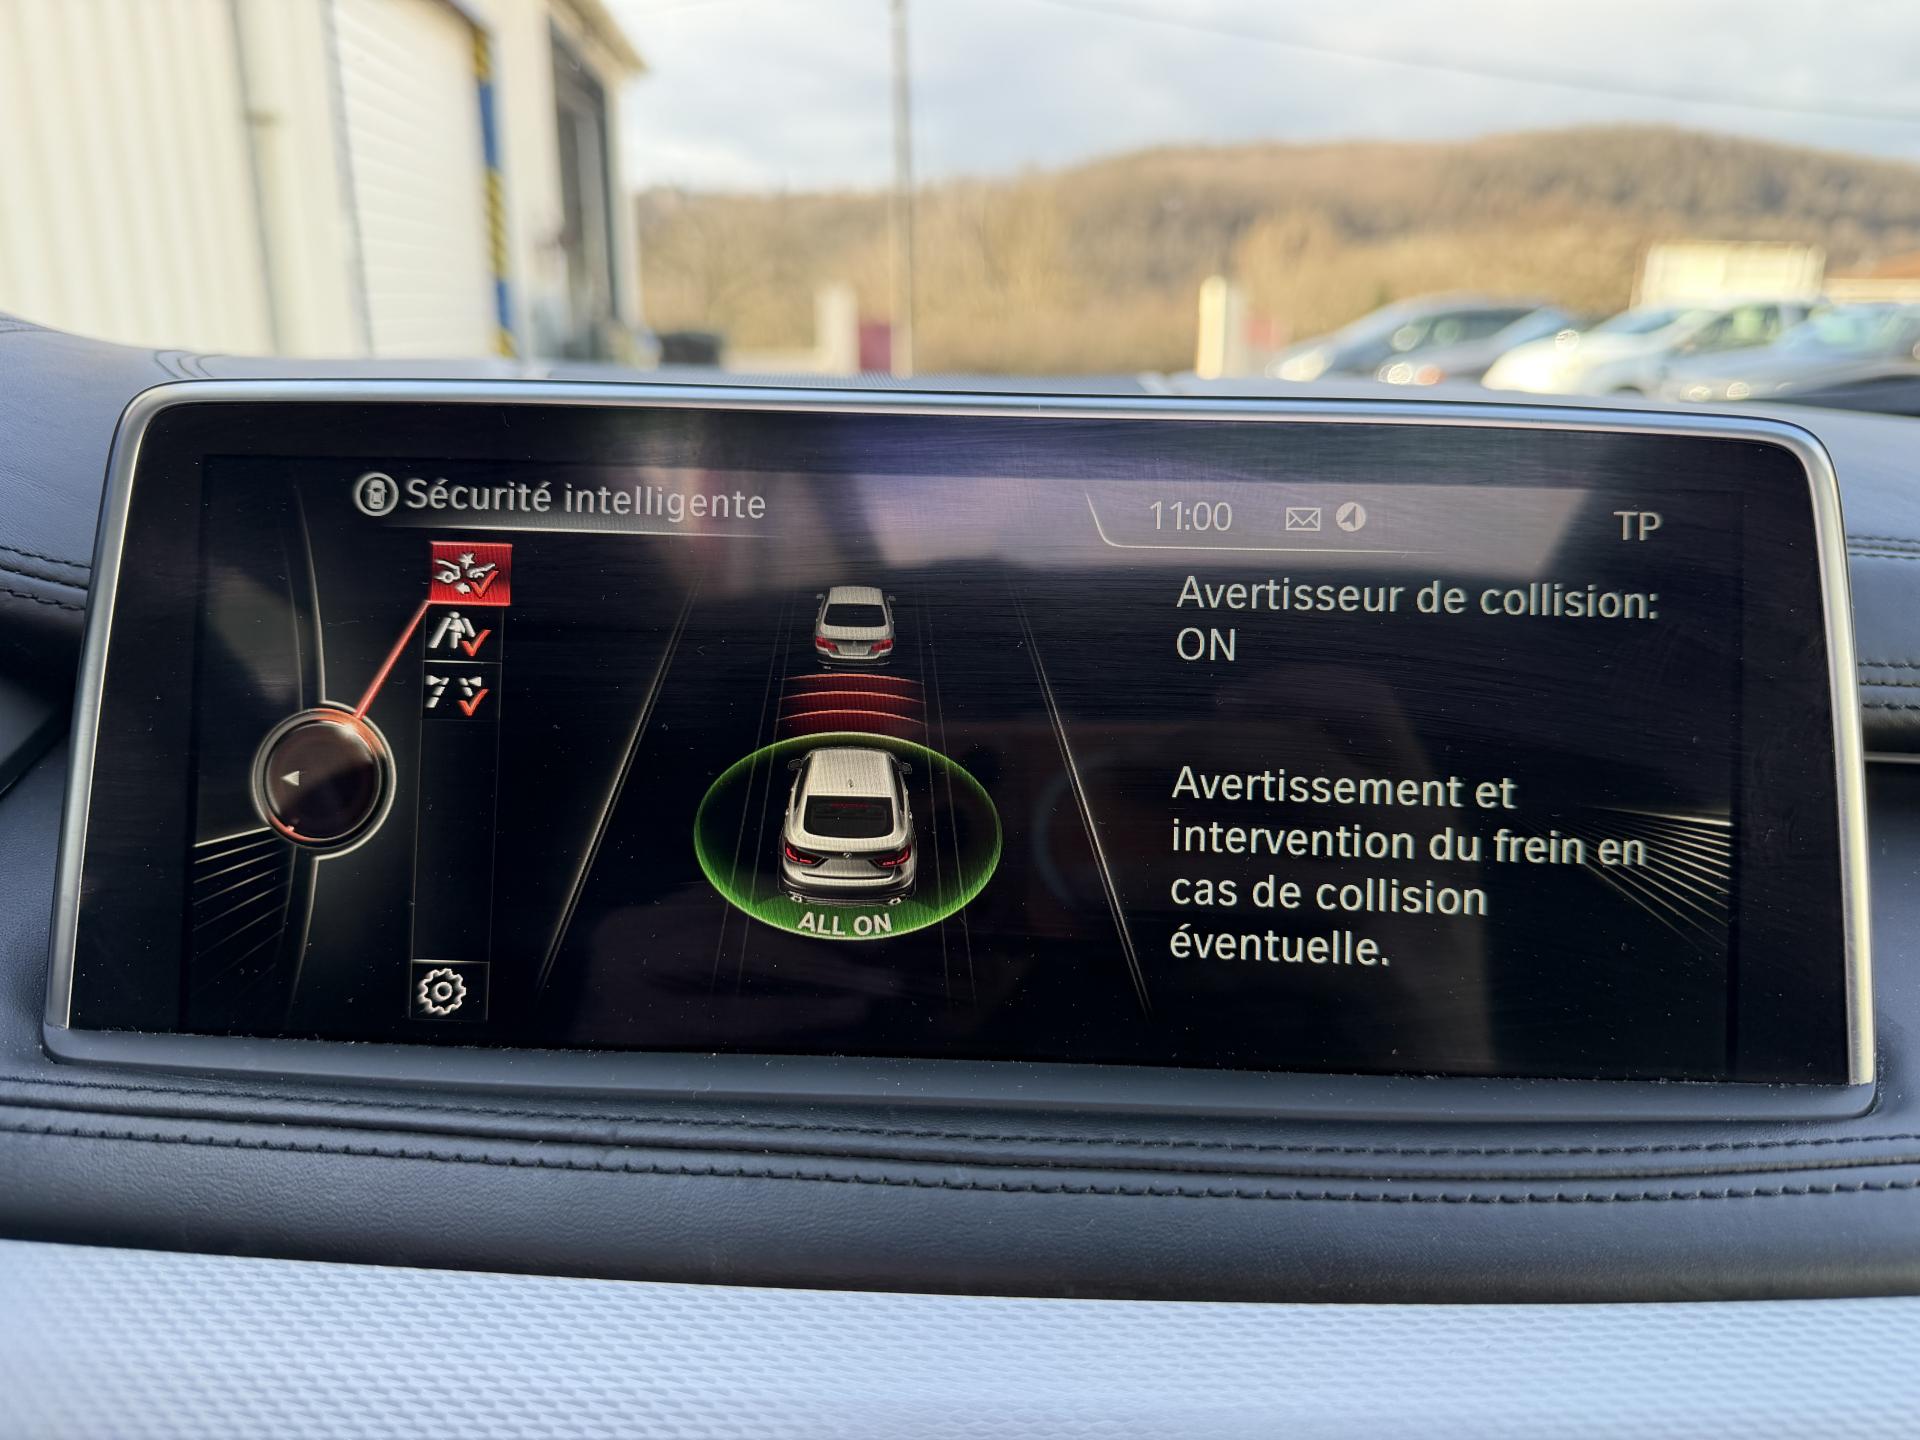 Sécurité intelligente
11:00
TP
Avertisseur de collision:
ON
Avertissement et
intervention du frein en
cas de collision
éventuelle.
ALL ON